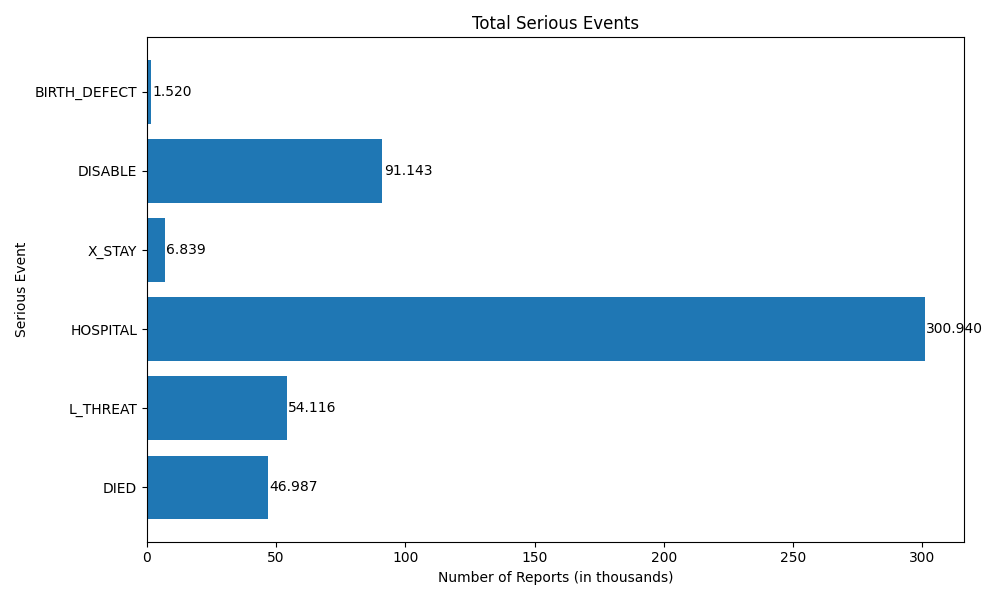 Total Serious Events
BIRTH_DEFECT
1.520
DISABLE
91.143
X_STAY
6.839
HOSPITAL
300.940
L_THREAT
54.116
DIED
46.987
Serious Event
0 50 100 150 200 250 300
Number of Reports (in thousands)